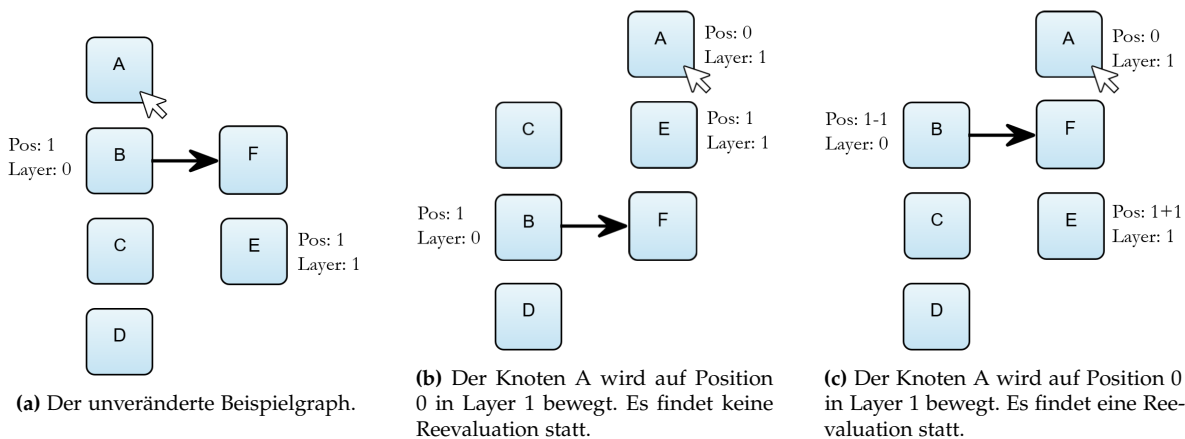 A
Pos: 1
Layer: 0
B
F
C
E
Pos: 1
Layer: 1
D
(a) Der unveränderte Beispielgraph.
A
Pos: 0
Layer: 1
C
E
Pos: 1
Layer: 1
Pos: 1
Layer: 0
B
F
D
(b) Der Knoten A wird auf Position
0 in Layer 1 bewegt. Es findet keine
Reevaluation statt.
A
Pos: 0
Layer: 1
Pos: 1-1
Layer: 0
B
F
C
E
Pos: 1+1
Layer: 1
D
(c) Der Knoten A wird auf Position 0
in Layer 1 bewegt. Es findet eine Ree-
valuation statt.